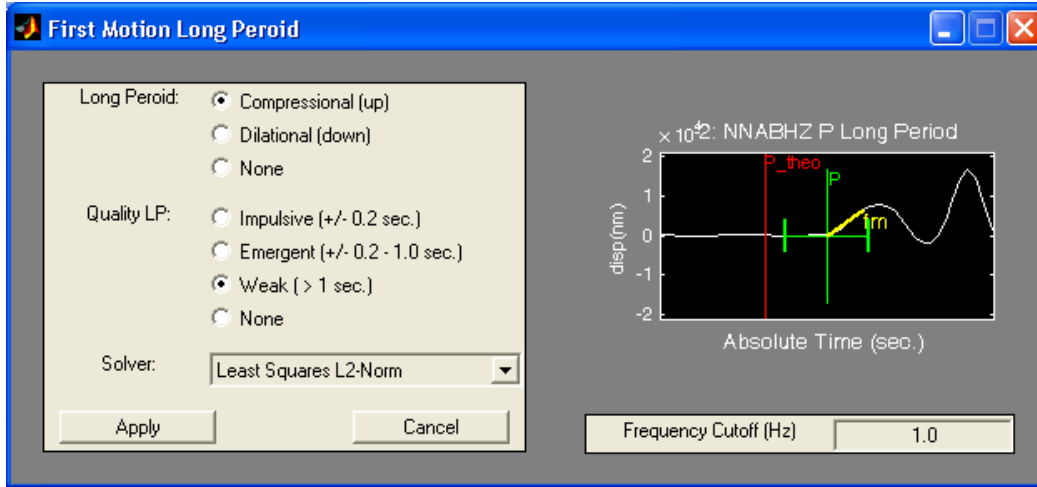 First Motion Long Peroid
Long Peroid:
Compressional (up)
Dilational (down)
None
Quality LP:
Impulsive (+/- 0.2 sec.)
Emergent (+/- 0.2 - 1.0 sec.)
Weak ( > 1 sec.)
None
Solver:
Least Squares L2-Norm
Apply
Cancel
2: NNABHZ P Long Period
× 10
P_theo
P
fm
2
1
0
-1
-2
disp(nm)
Absolute Time (sec.)
Frequency Cutoff (Hz)
1.0